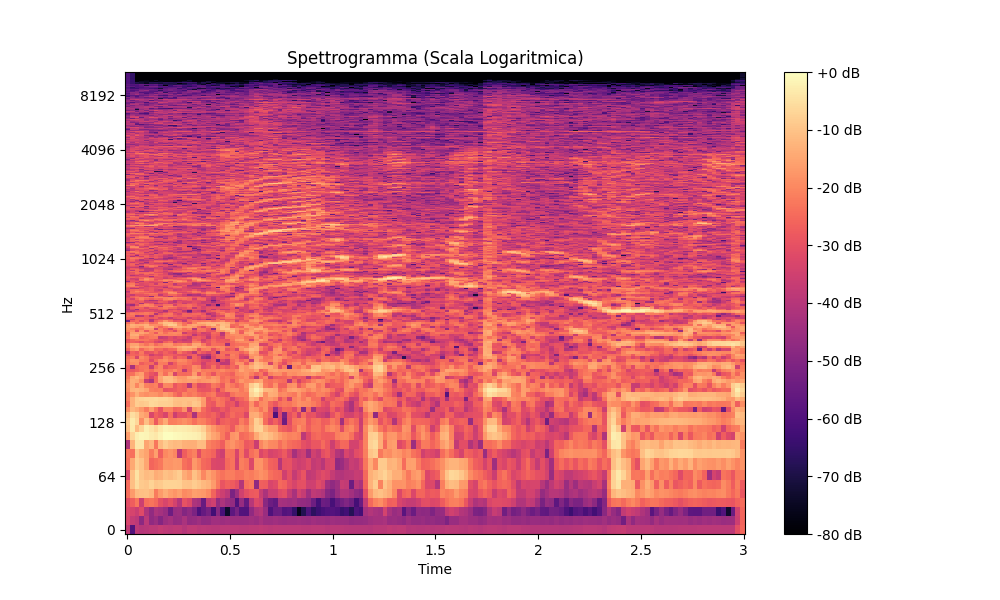 Spettrogramma (Scala Logaritmica)
8192
4096
2048
1024
512
256
128
64
0
Hz
0 0.5 1 1.5 2 2.5 3
Time
+0 dB
-10 dB
-20 dB
-30 dB
-40 dB
-50 dB
-60 dB
-70 dB
-80 dB